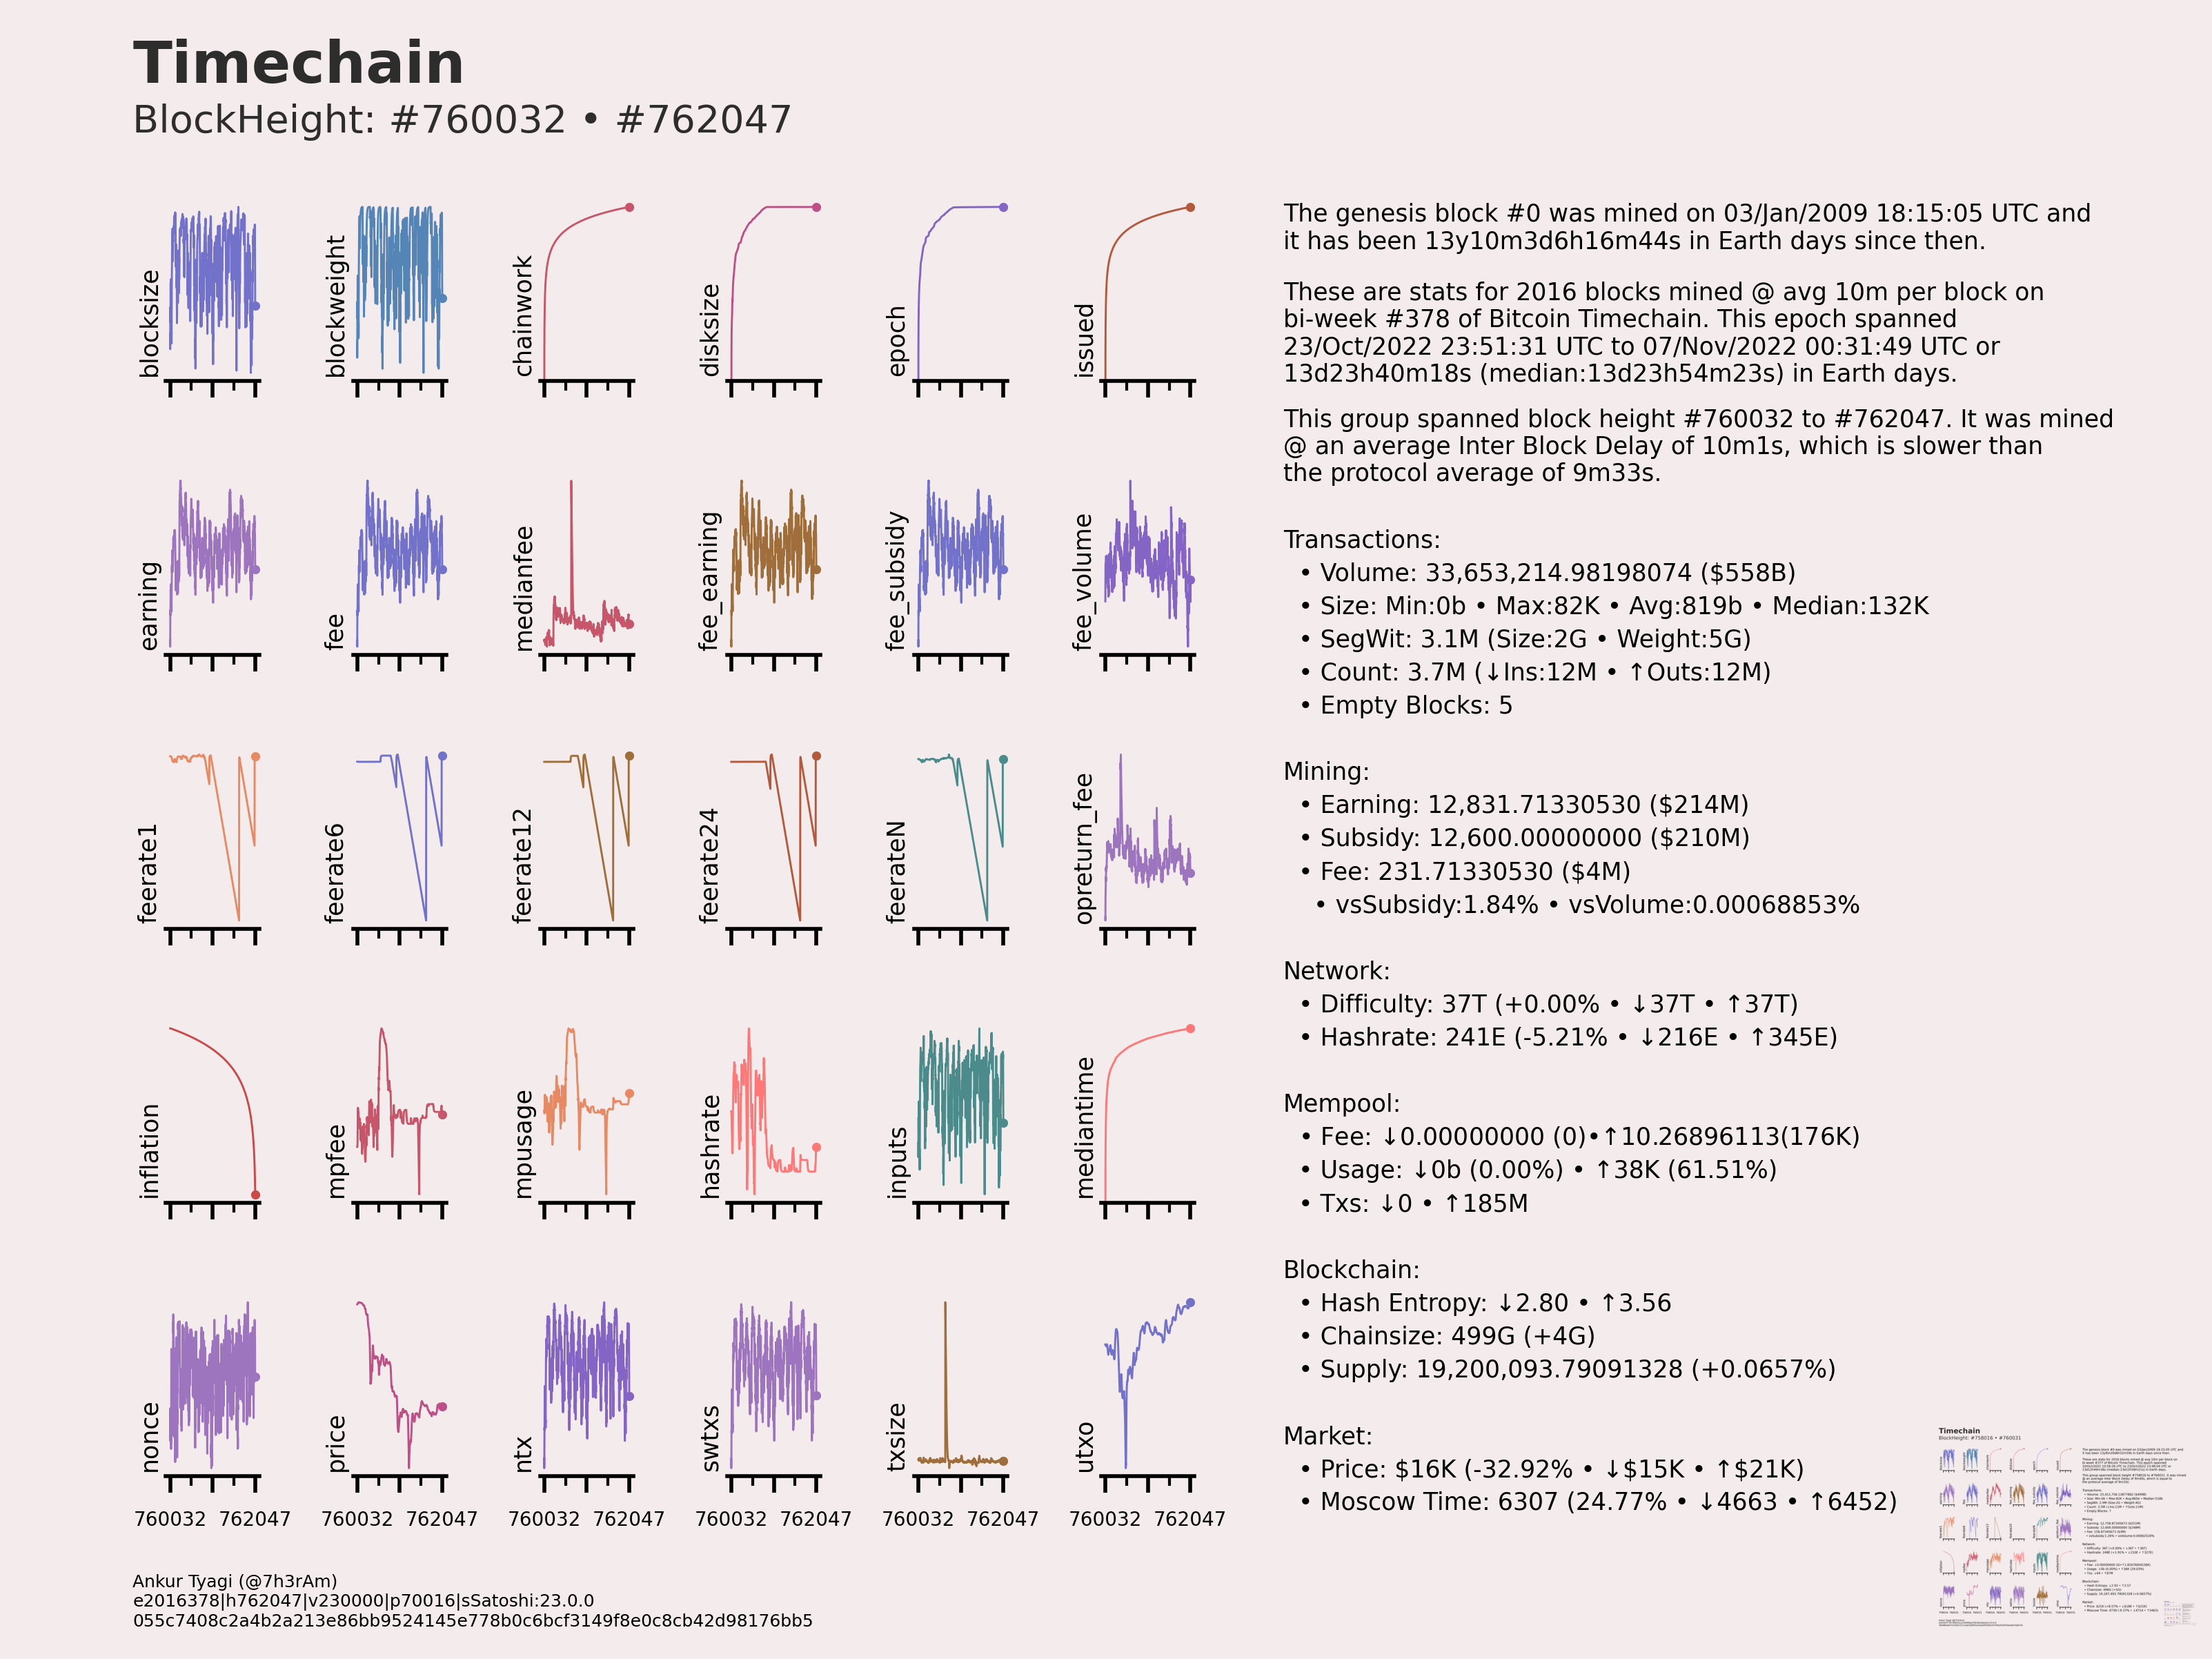 Timechain
BlockHeight: #760032 • #762047
blocksize
blockweight
chainwork
disksize
epoch
issued
earning
fee
medianfee
fee_earning
fee_subsidy
fee_volume
feerate1
feerate6
feerate12
feerate24
feerateN
opreturn_fee
inflation
mpfee
mpusage
hashrate
inputs
mediantime
nonce
price
ntx
swtxs
txsize
utxo
760032 762047 760032 762047 760032 762047 760032 762047 760032 762047 760032 762047
The genesis block #0 was mined on 03/Jan/2009 18:15:05 UTC and
it has been 13y10m3d6h16m44s in Earth days since then.
These are stats for 2016 blocks mined @ avg 10m per block on
bi-week #378 of Bitcoin Timechain. This epoch spanned
23/Oct/2022 23:51:31 UTC to 07/Nov/2022 00:31:49 UTC or
13d23h40m18s (median:13d23h54m23s) in Earth days.
This group spanned block height #760032 to #762047. It was mined
@ an average Inter Block Delay of 10m1s, which is slower than
the protocol average of 9m33s.
Transactions:
• Volume: 33,653,214.98198074 ($558B)
• Size: Min:0b • Max:82K • Avg:819b • Median:132K
• SegWit: 3.1M (Size:2G • Weight:5G)
• Count: 3.7M (↓Ins:12M • ↑Outs:12M)
• Empty Blocks: 5
Mining:
• Earning: 12,831.71330530 ($214M)
• Subsidy: 12,600.00000000 ($210M)
• Fee: 231.71330530 ($4M)
• vsSubsidy:1.84% • vsVolume:0.00068853%
Network:
• Difficulty: 37T (+0.00% • ↓37T • ↑37T)
• Hashrate: 241E (-5.21% • ↓216E • ↑345E)
Mempool:
• Fee: ↓0.00000000 (0)•↑10.26896113(176K)
• Usage: ↓0b (0.00%) • ↑38K (61.51%)
• Txs: ↓0 • ↑185M
Blockchain:
• Hash Entropy: ↓2.80 • ↑3.56
• Chainsize: 499G (+4G)
• Supply: 19,200,093.79091328 (+0.0657%)
Market:
• Price: $16K (-32.92% • ↓$15K • ↑$21K)
• Moscow Time: 6307 (24.77% • ↓4663 • ↑6452)
Ankur Tyagi (@7h3rAm)
e2016378|h762047|v230000|p70016|sSatoshi:23.0.0
055c7408c2a4b2a213e86bb9524145e778b0c6bcf3149f8e0c8cb42d98176bb5
Timechain
BlockHeight: #758016 • #760031